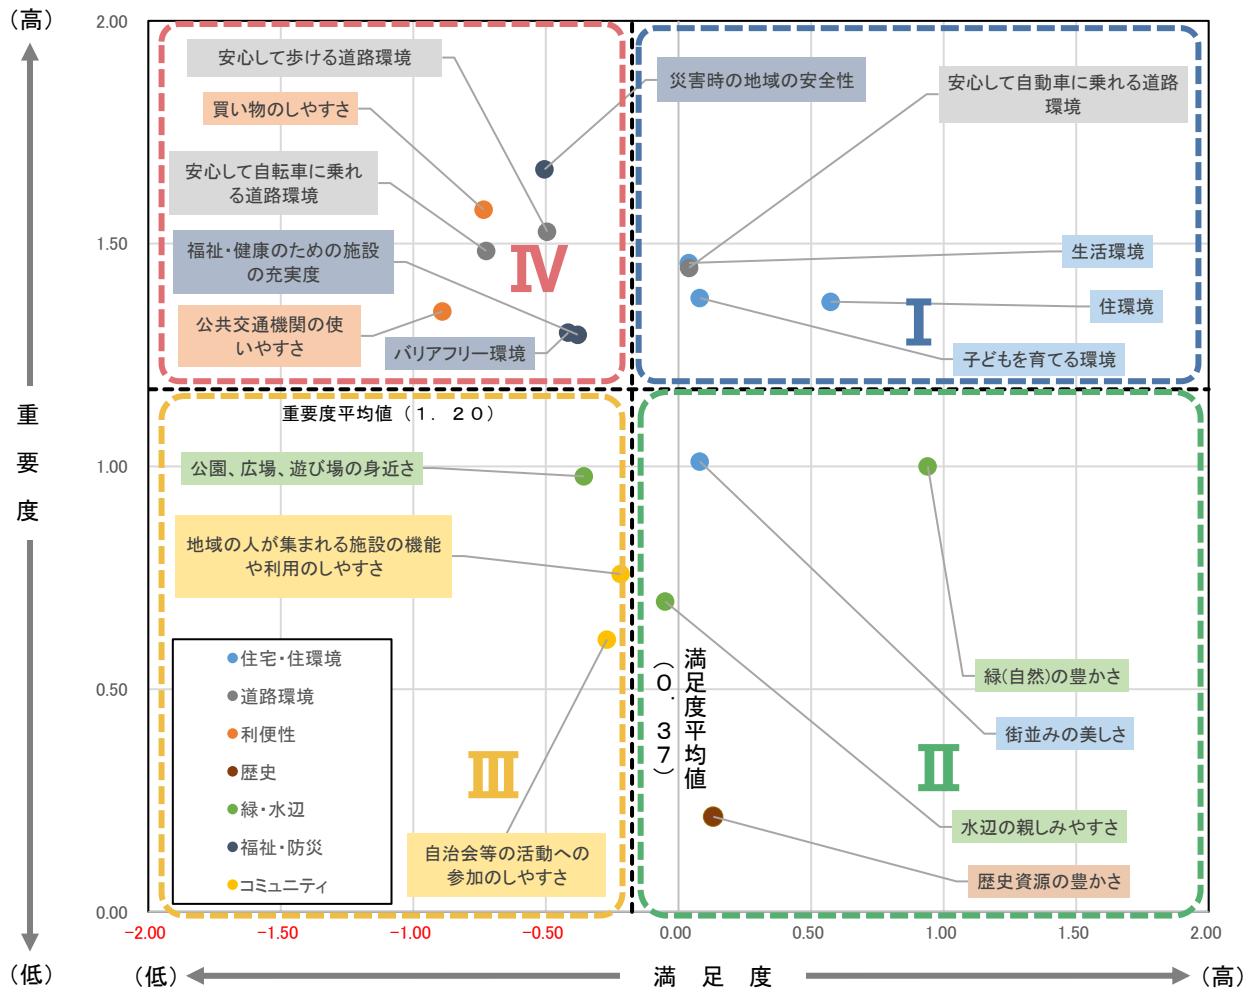 （高）
2.00
安心して歩ける道路環境
災害時の地域の安全性
安心して自動車に乗れる道路
環境
買い物のしやすさ
安心して自転車に乗れ
る道路環境
1.50
福祉・健康のための施設
の充実度
Ⅳ
生活環境
住環境
Ⅰ
公共交通機関の使
いやすさ
バリアフリー環境
子どもを育てる環境
重要度
重要度平均値（１．２０）
1.00
公園、広場、遊び場の身近さ
地域の人が集まれる施設の機能
や利用のしやすさ
満足度平均値
（０．３７）
緑(自然)の豊かさ
0.50
街並みの美しさ
Ⅲ
Ⅱ
住宅・住環境
道路環境
利便性
歴史
緑・水辺
福祉・防災
コミュニティ
水辺の親しみやすさ
自治会等の活動への
参加のしやすさ
歴史資源の豊かさ
0.00
-2.00
-1.50
-1.00
-0.50
0.00
0.50
1.00
1.50
2.00
（低）
（低）
満足度
（高）